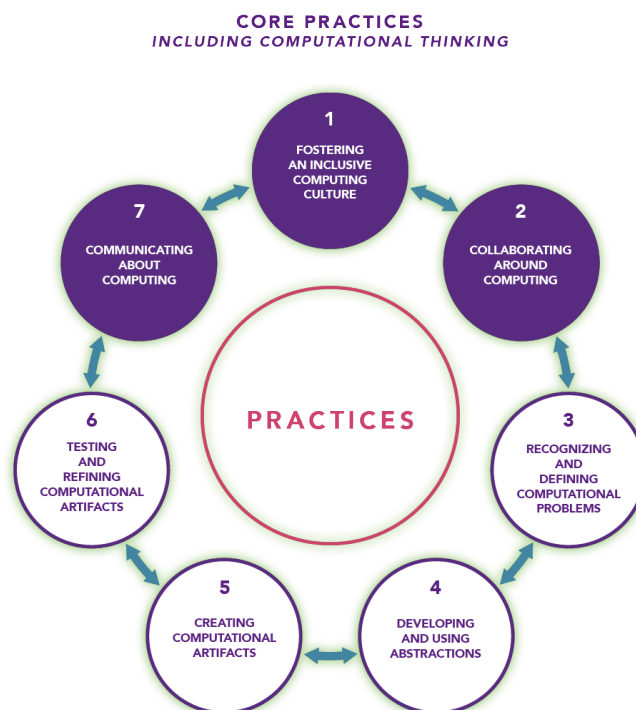 CORE PRACTICES
INCLUDING COMPUTATIONAL THINKING
1
FOSTERING
AN INCLUSIVE
COMPUTING
CULTURE
2
COLLABORATING
AROUND
COMPUTING
3
RECOGNIZING
AND
DEFINING
COMPUTATIONAL
PROBLEMS
4
DEVELOPING
AND USING
ABSTRACTIONS
5
CREATING
COMPUTATIONAL
ARTIFACTS
6
TESTING
AND
REFINING
COMPUTATIONAL
ARTIFACTS
7
COMMUNICATING
ABOUT
COMPUTING
PRACTICES